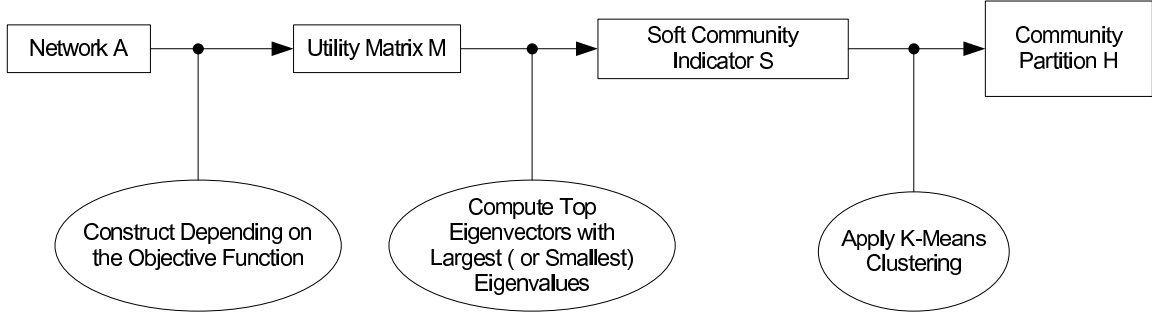 Network A
Utility Matrix M
Soft Community
Indicator S
Community
Partition H
Construct Depending on
the Objective Function
Compute Top
Eigenvectors with
Largest ( or Smallest)
Eigenvalues
Apply K-Means
Clustering